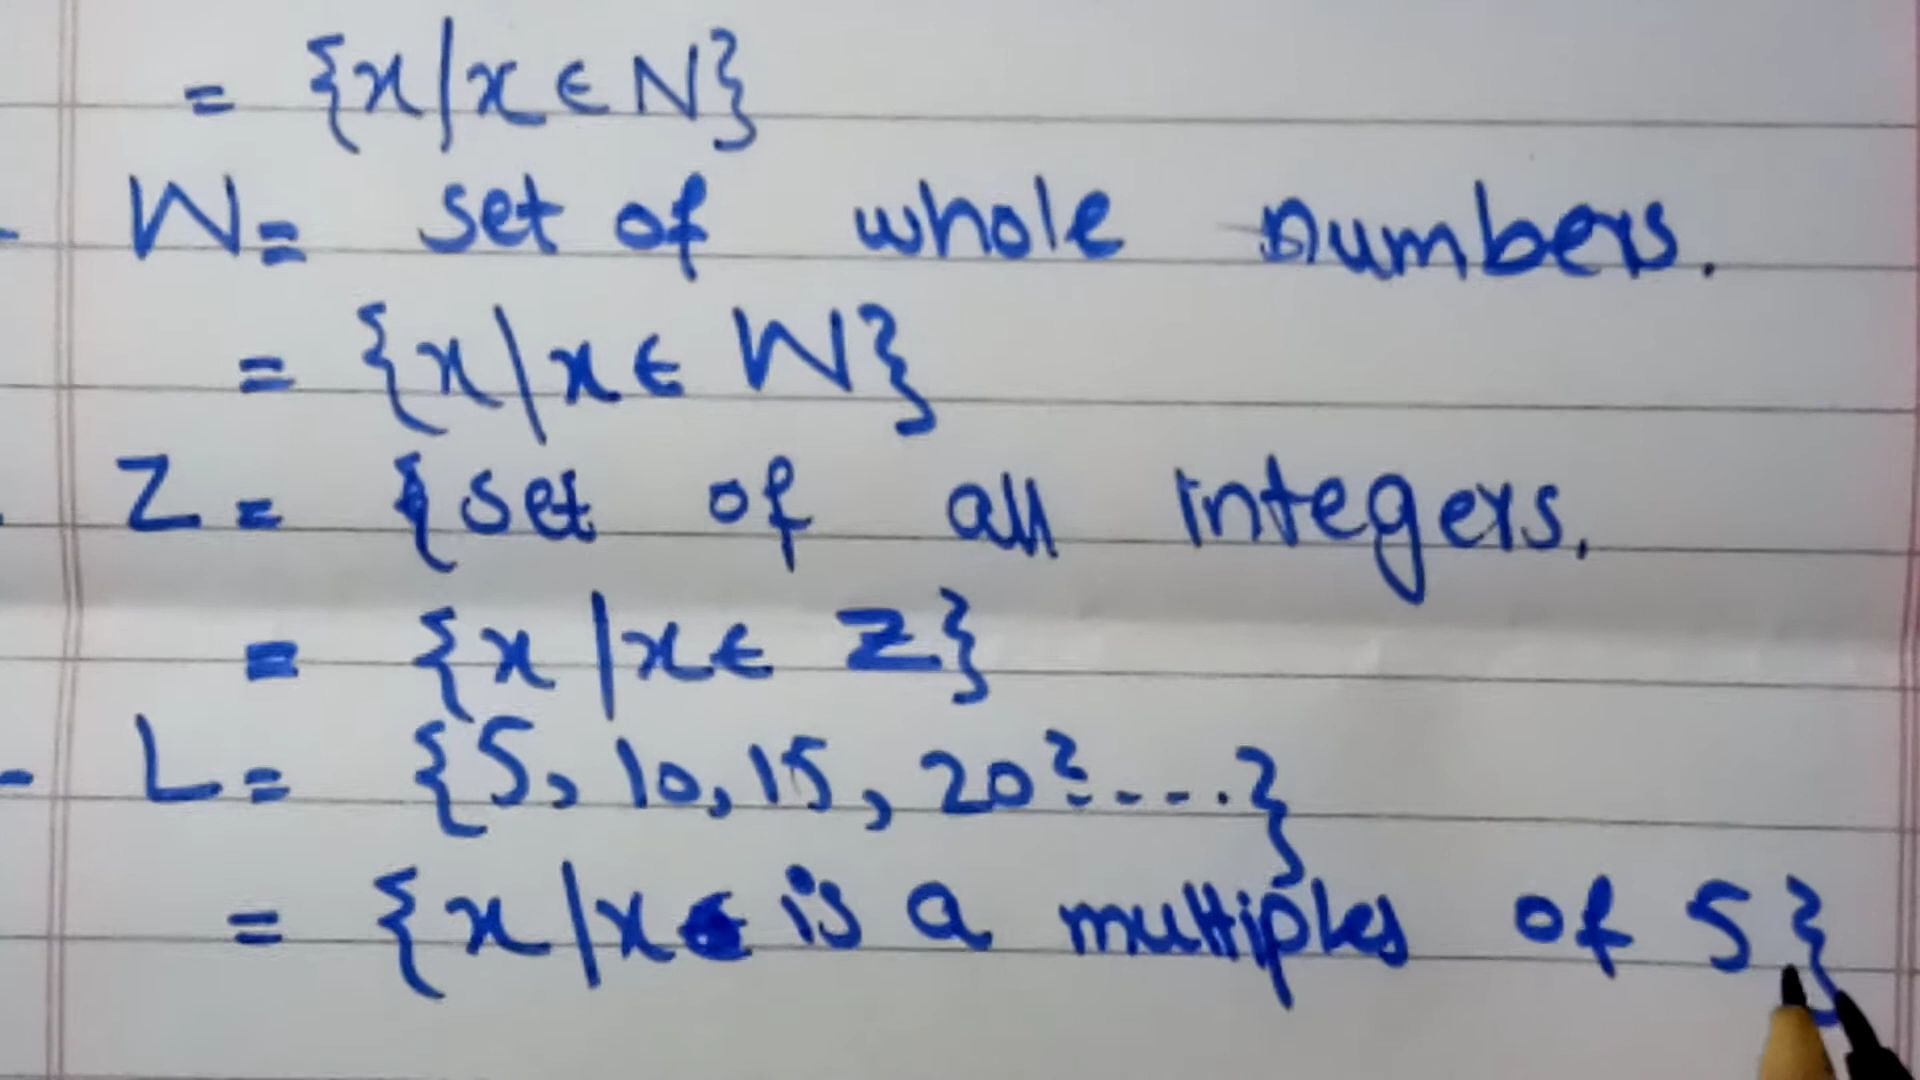 = {x/x ∈ N}
W = set of whole numbers.
= {x\x ∈ W}
Z = {set of all integers.
= {x/x ∈ Z}
L = {5, 10, 15, 20?....}
= {x/x is a multiples of 5}